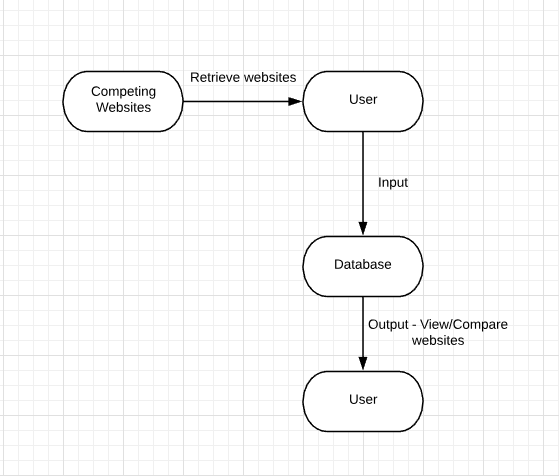 Retrieve websites
Competing
Websites
User
Input
Database
Output - View/Compare
websites
User